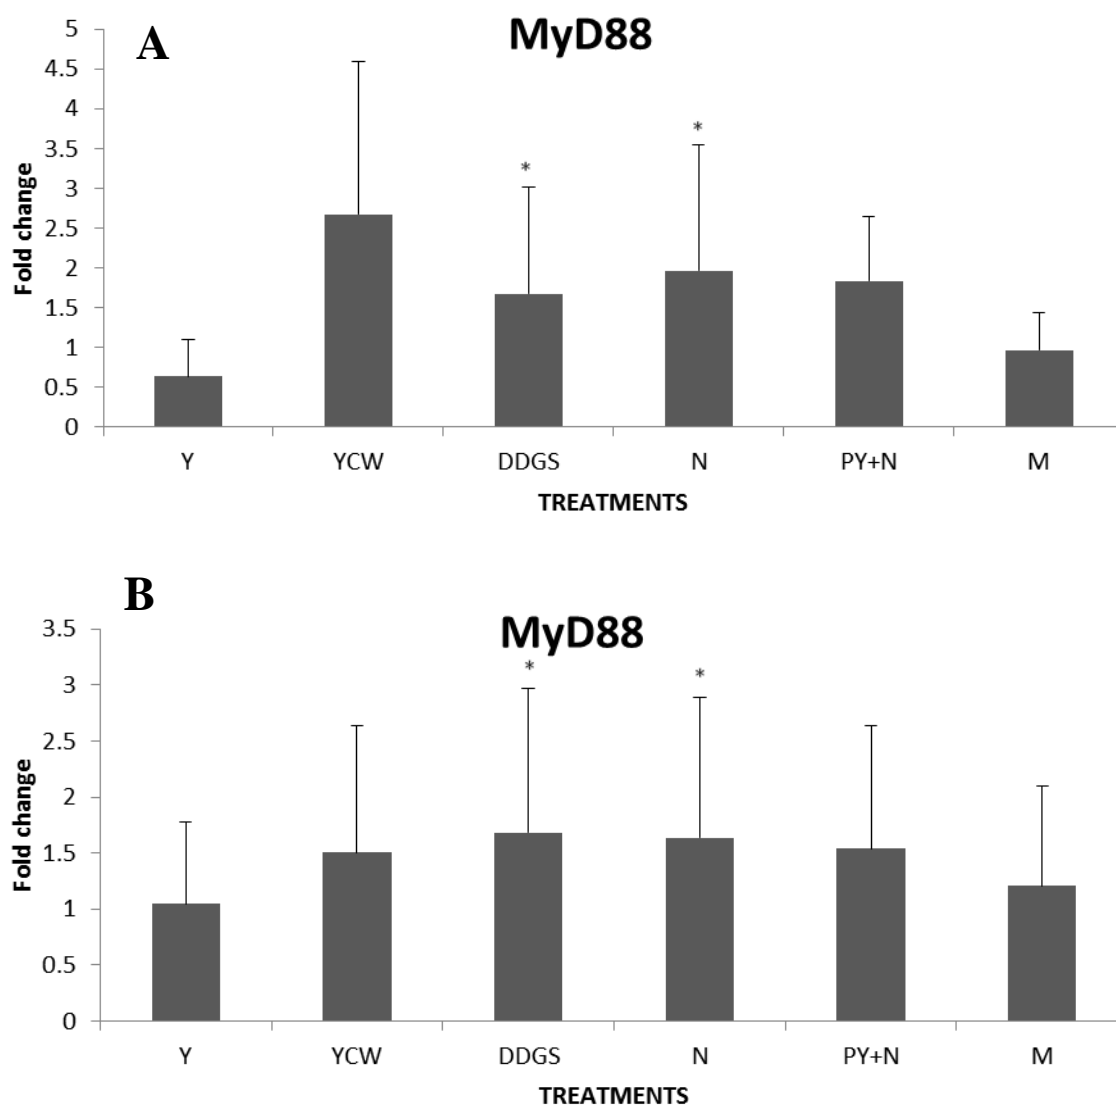 A
MyD88
5
4.5
4
3.5
3
2.5
2
1.5
1
0.5
0
Fold change
*
*
Y YCW DDGS N PY+N M
TREATMENTS
B
MyD88
3.5
3
2.5
2
1.5
1
0.5
0
Fold change
*
*
Y YCW DDGS N PY+N M
TREATMENTS